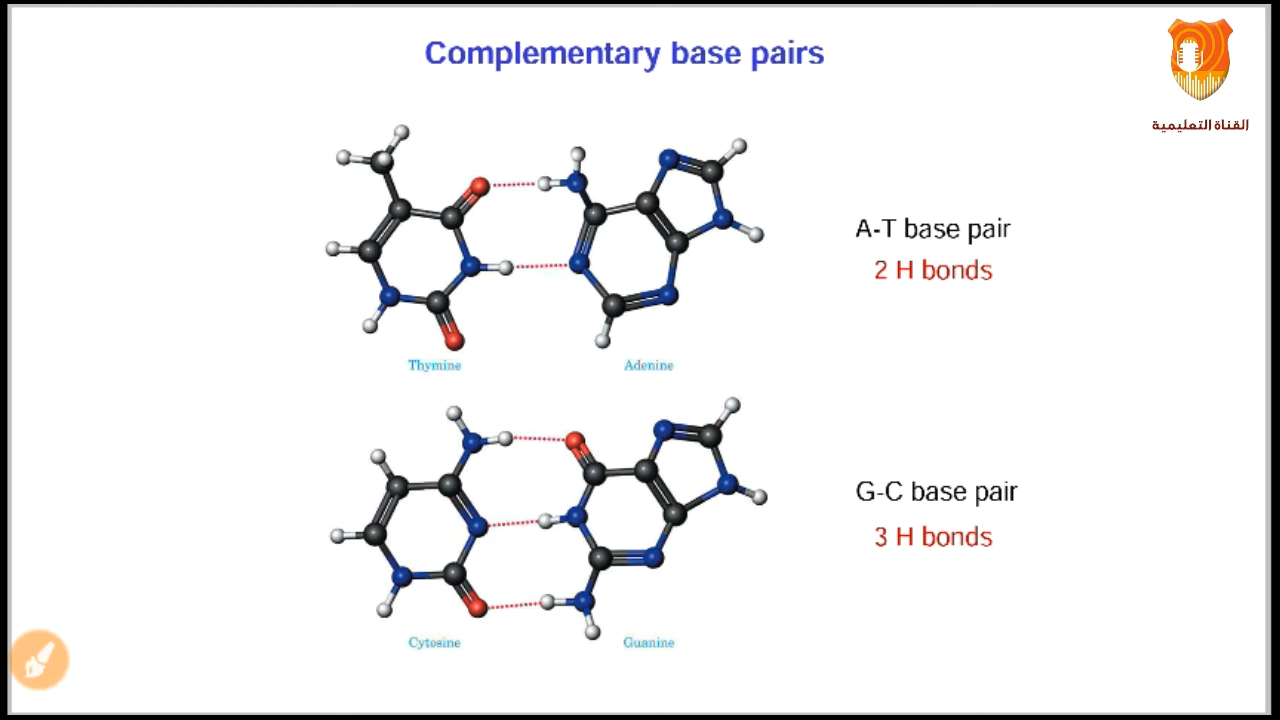 Complementary base pairs
القناة التعليمية
A-T base pair
2 H bonds
Thymine
Adenine
G-C base pair
3 H bonds
Cytosine
Guanine